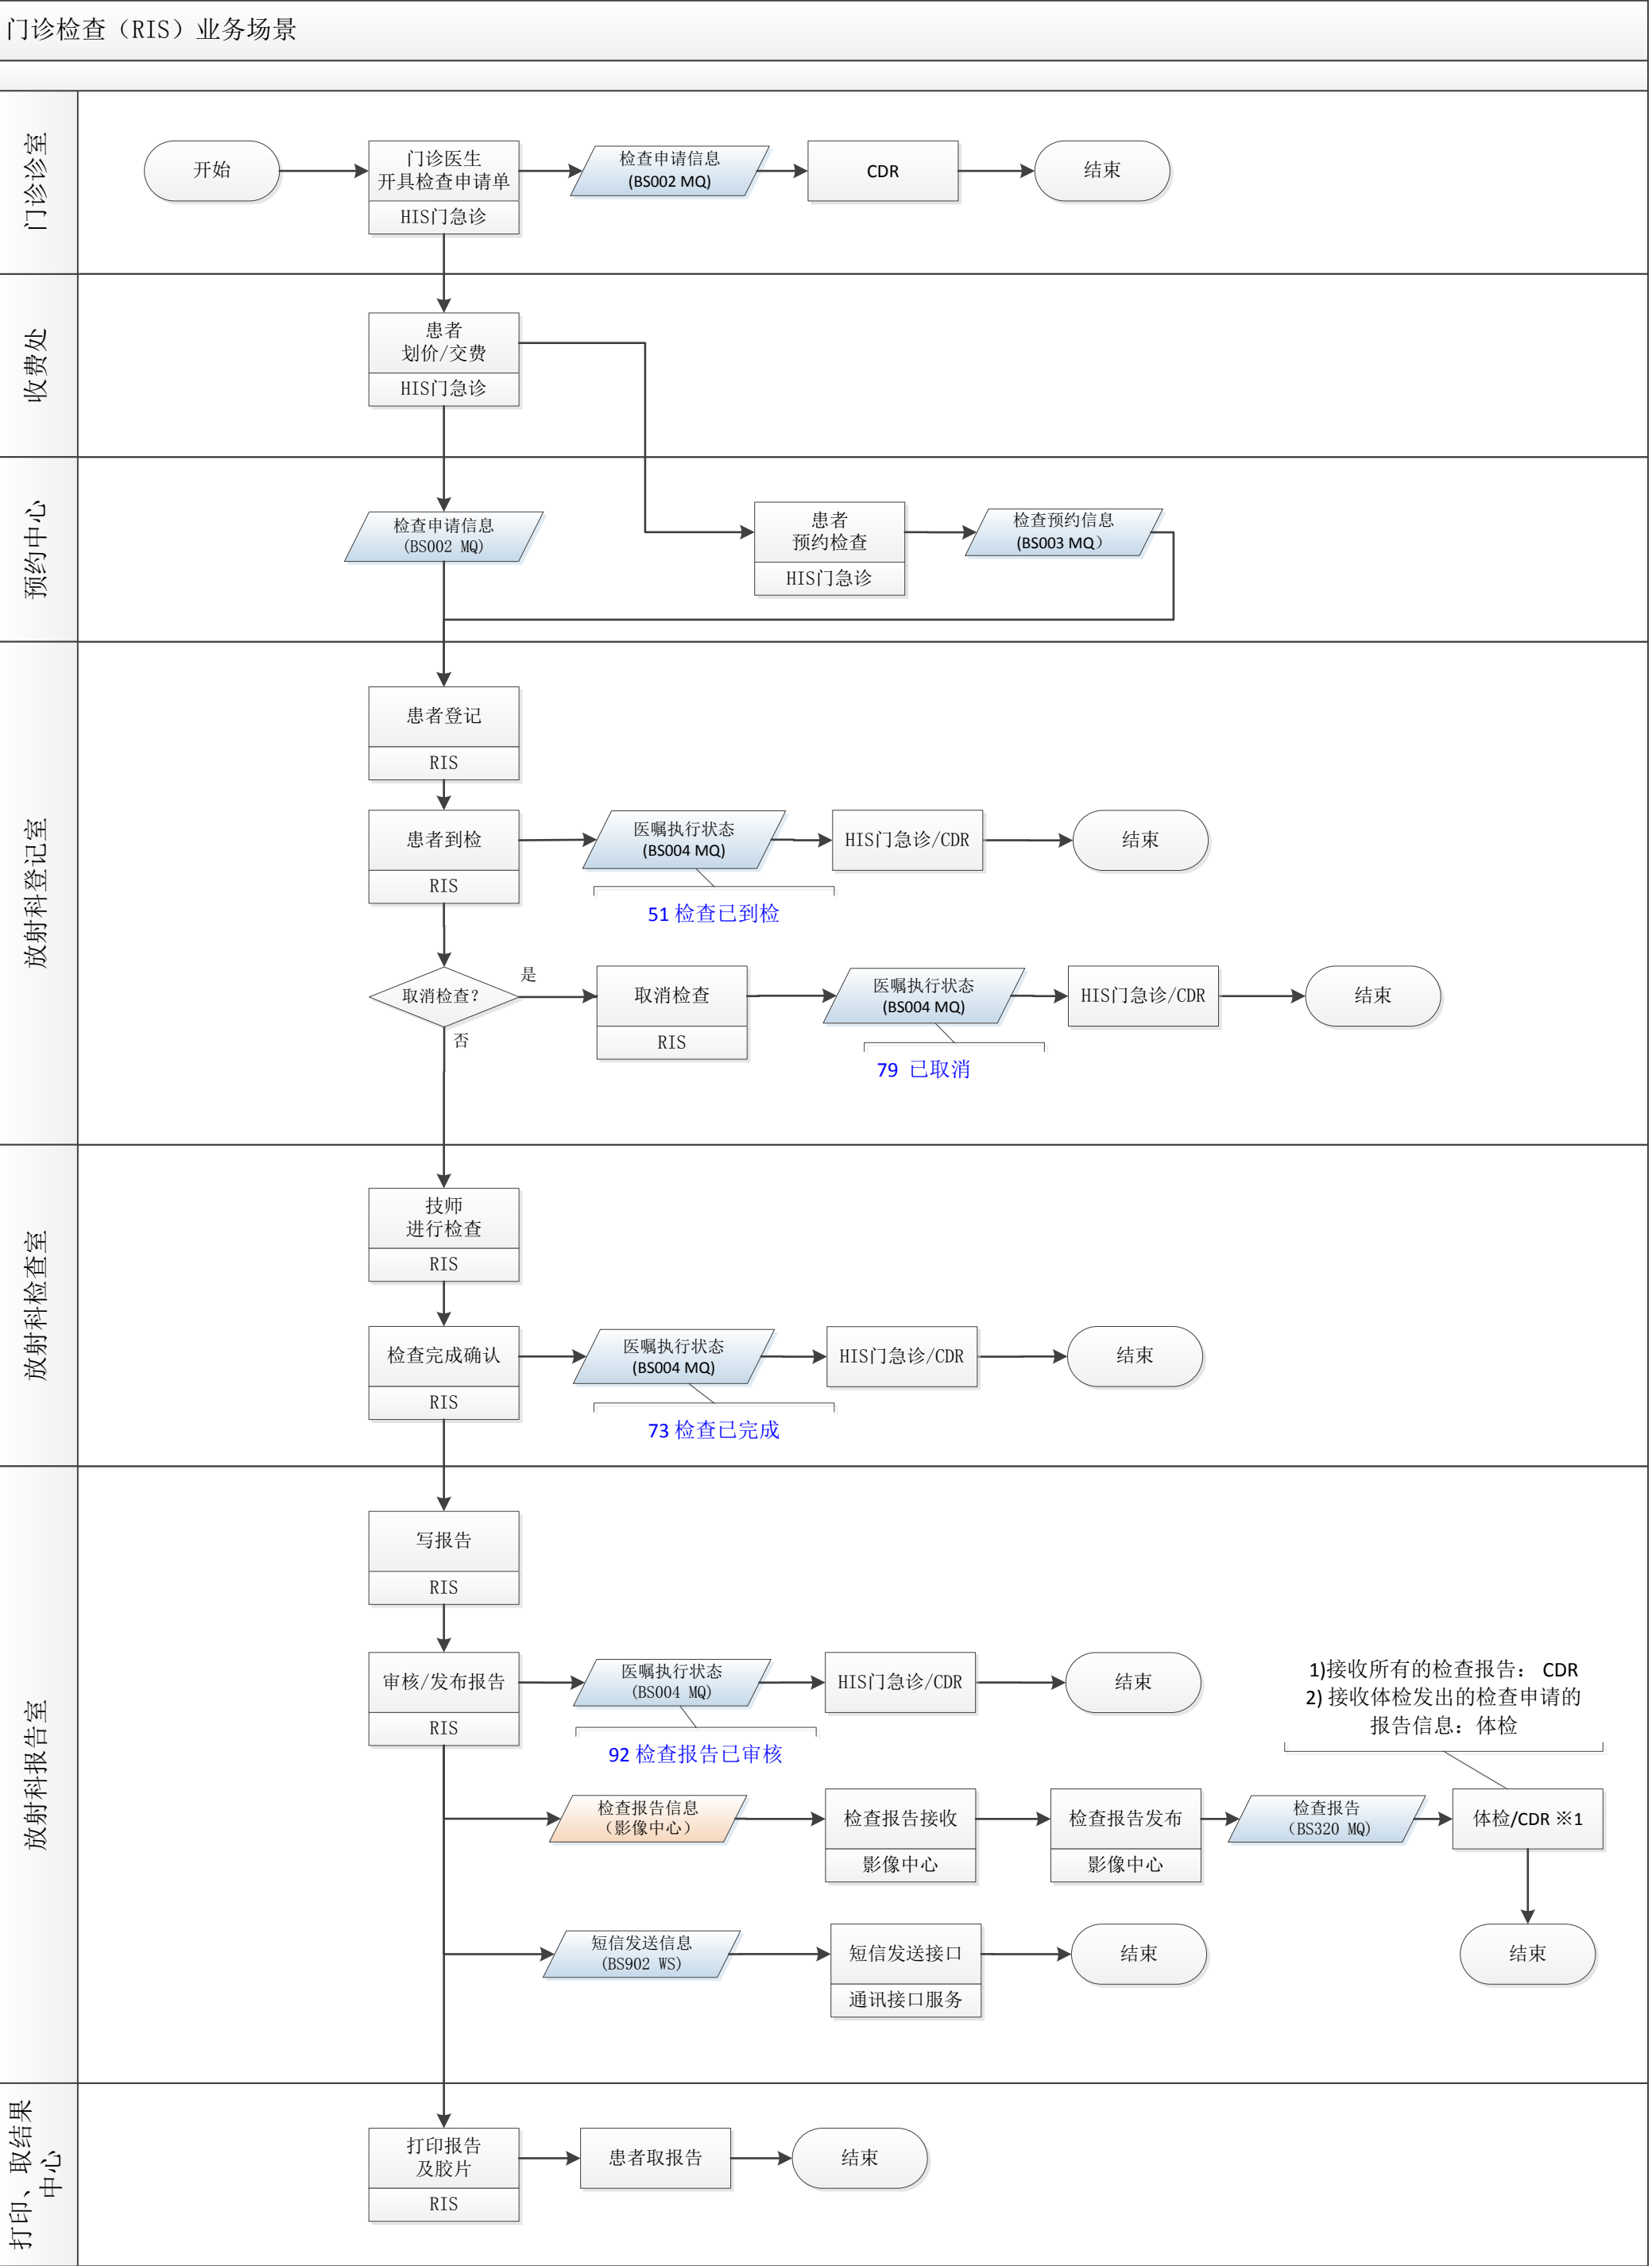 门诊检查（RIS）业务场景
门诊诊室
开始
门诊医生
开具检查申请单
HIS门急诊
检查申请信息
(BS002 MQ)
CDR
结束
收费处
患者
划价/交费
HIS门急诊
预约中心
检查申请信息
(BS002 MQ)
患者
预约检查
HIS门急诊
检查预约信息
(BS003 MQ）
放射科登记室
患者登记
RIS
患者到检
RIS
医嘱执行状态
(BS004 MQ)
HIS门急诊/CDR
结束
51 检查已到检
取消检查？
是
否
取消检查
RIS
医嘱执行状态
(BS004 MQ)
HIS门急诊/CDR
结束
79 已取消
放射科检查室
技师
进行检查
RIS
检查完成确认
RIS
医嘱执行状态
(BS004 MQ)
HIS门急诊/CDR
结束
73 检查已完成
放射科报告室
写报告
RIS
审核/发布报告
RIS
医嘱执行状态
(BS004 MQ)
HIS门急诊/CDR
结束
92 检查报告已审核
1)接收所有的检查报告： CDR
2) 接收体检发出的检查申请的
报告信息：体检
检查报告信息
（影像中心）
检查报告接收
影像中心
检查报告发布
影像中心
检查报告
（BS320 MQ)
体检/CDR ※1
结束
短信发送信息
(BS902 WS)
短信发送接口
通讯接口服务
结束
打印、取结果
中心
打印报告
及胶片
RIS
患者取报告
结束